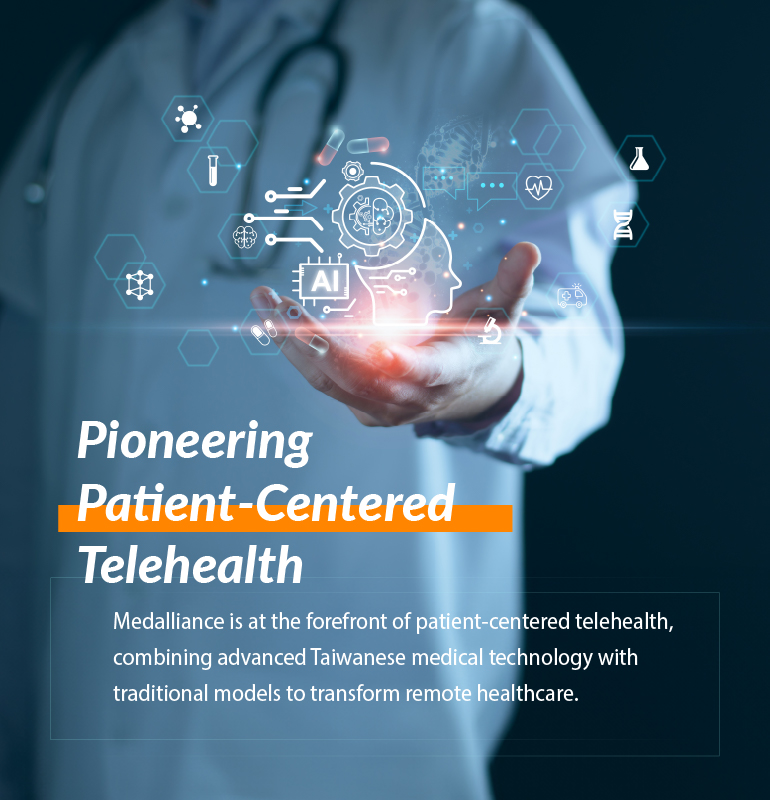 AI
Pioneering
Patient-Centered
Telehealth
Medalliance is at the forefront of patient-centered telehealth,
combining advanced Taiwanese medical technology with
traditional models to transform remote healthcare.